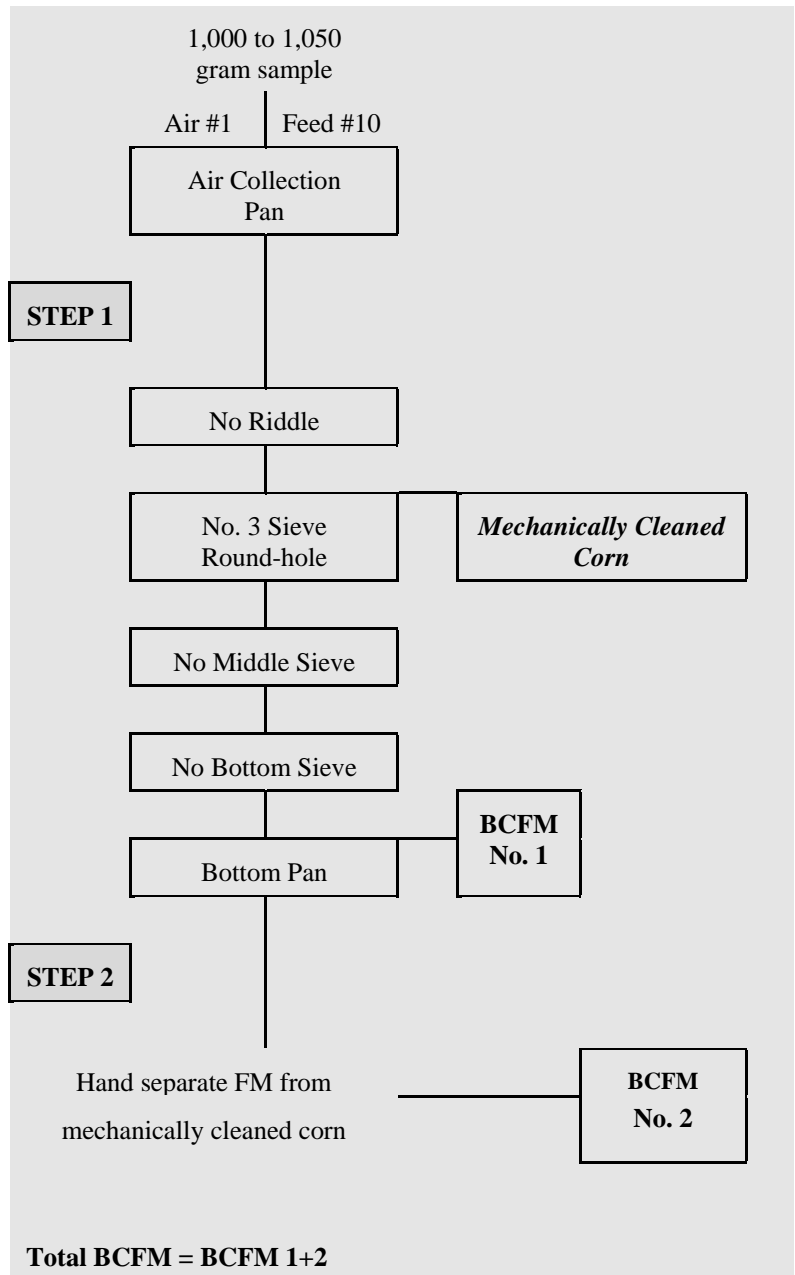 1,000 to 1,050
gram sample
Air #1 Feed #10
Air Collection
Pan
STEP 1
No Riddle
No. 3 Sieve
Round-hole
Mechanically Cleaned
Corn
No Middle Sieve
No Bottom Sieve
BCFM
No. 1
Bottom Pan
STEP 2
Hand separate FM from
mechanically cleaned corn
BCFM
No. 2
Total BCFM = BCFM 1+2